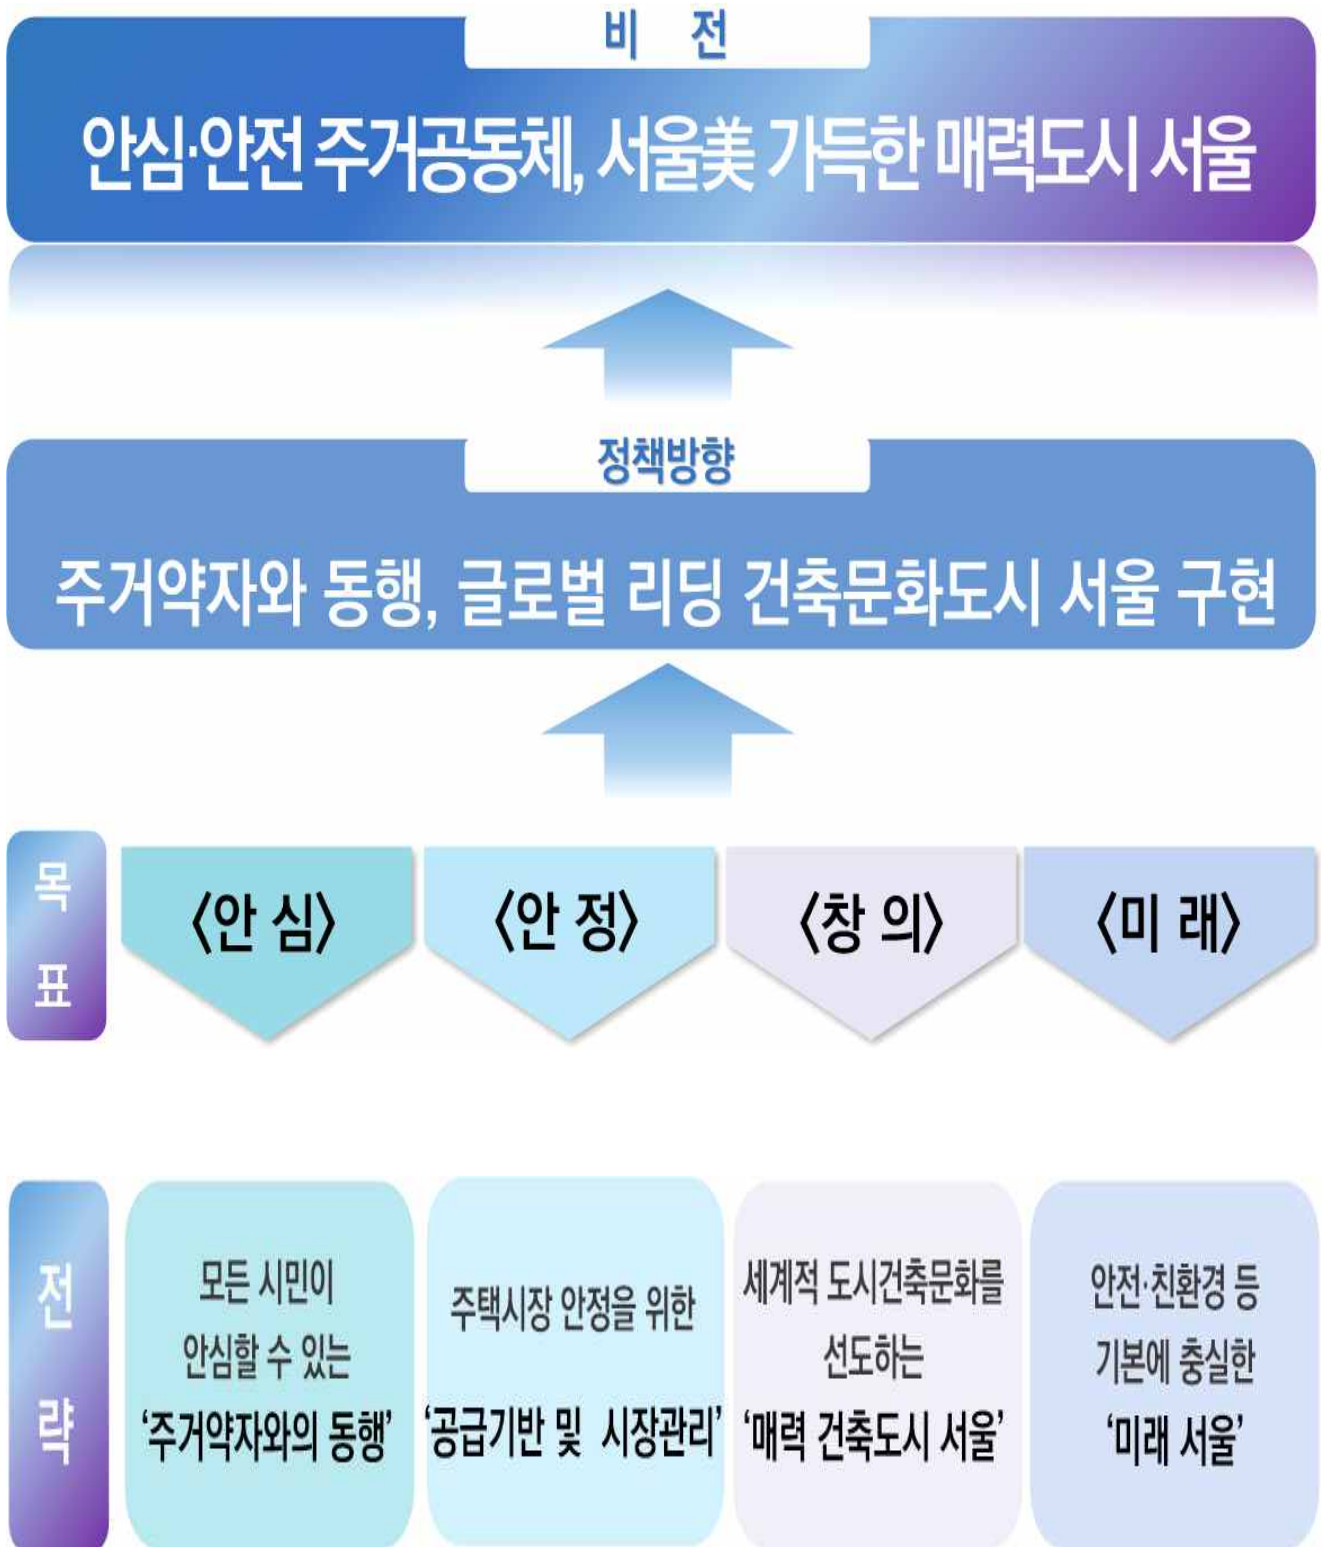 비 전
안심·안전 주거공동체, 서울美 가득한 매력도시 서울
정책방향
주거약자와 동행, 글로벌 리딩 건축문화도시 서울 구현
목
표
〈안 심〉
〈안 정〉
〈창 의〉
〈미 래〉
전
략
모든 시민이
안심할 수 있는
‘주거약자와의 동행’
주택시장 안정을 위한
‘공급기반 및 시장관리’
세계적 도시건축문화를
선도하는
‘매력 건축도시 서울’
안전·친환경 등
기본에 충실한
‘미래 서울’